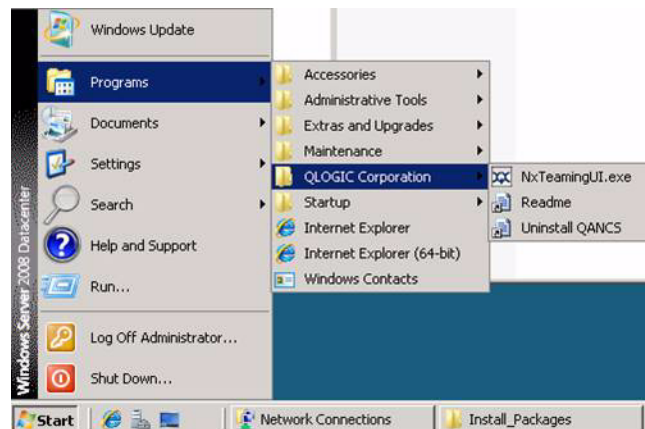 Windows Update
Programs
Documents
Settings
Search
Help and Support
Run...
Log Off Administrator...
Shut Down...
Windows Server 2008 Datacenter
Accessories
Administrative Tools
Extras and Upgrades
Maintenance
QLOGIC Corporation
Startup
Internet Explorer
Internet Explorer (64-bit)
Windows Contacts
NxTeamingUI.exe
Readme
Uninstall QANCS
Start
Network Connections
Install_Packages